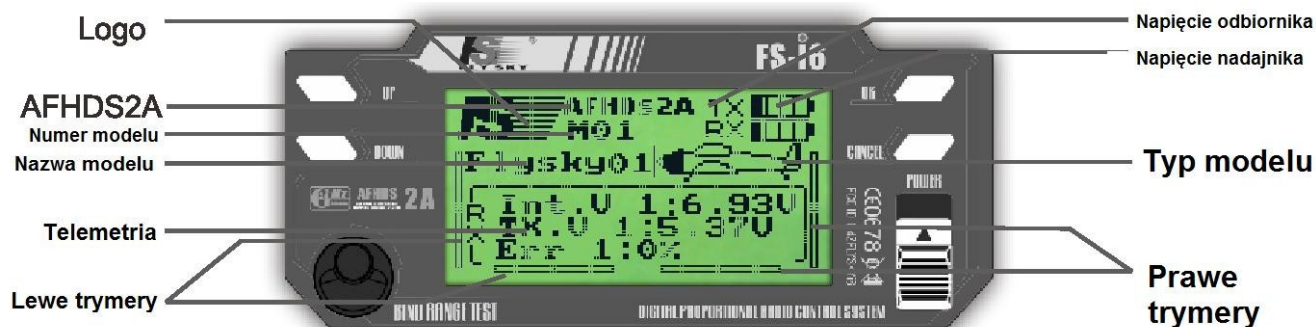 Logo
AFHDS2A
Numer modelu
Nazwa modelu
Telemetria
Lewe trymery
Napięcie odbiornika
Napięcie nadajnika
Typ modelu
Prawe
trymery
FS-i6
UP
DOWN
OK
CANCEL
POWER
AFHDS 2A
AFHDS2A TX
M01 RX
Flysky01
Int.V 1:6.93V
TX.V 1:5.37V
Err 1:0%
BIND RANGE TEST
DIGITAL PROPORTIONAL RADIO CONTROL SYSTEM